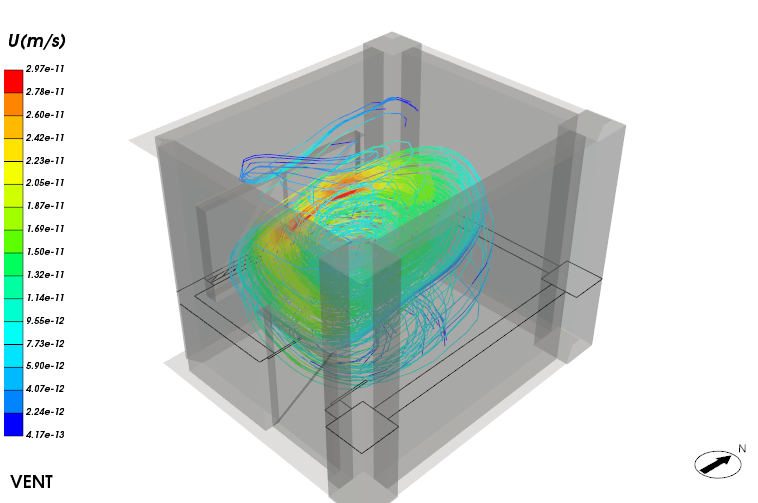 U(m/s)
2.97e-11
2.78e-11
2.60e-11
2.42e-11
2.23e-11
2.05e-11
1.87e-11
1.69e-11
1.50e-11
1.32e-11
1.14e-11
9.55e-12
7.73e-12
5.90e-12
4.07e-12
2.24e-12
4.17e-13
N
VENT